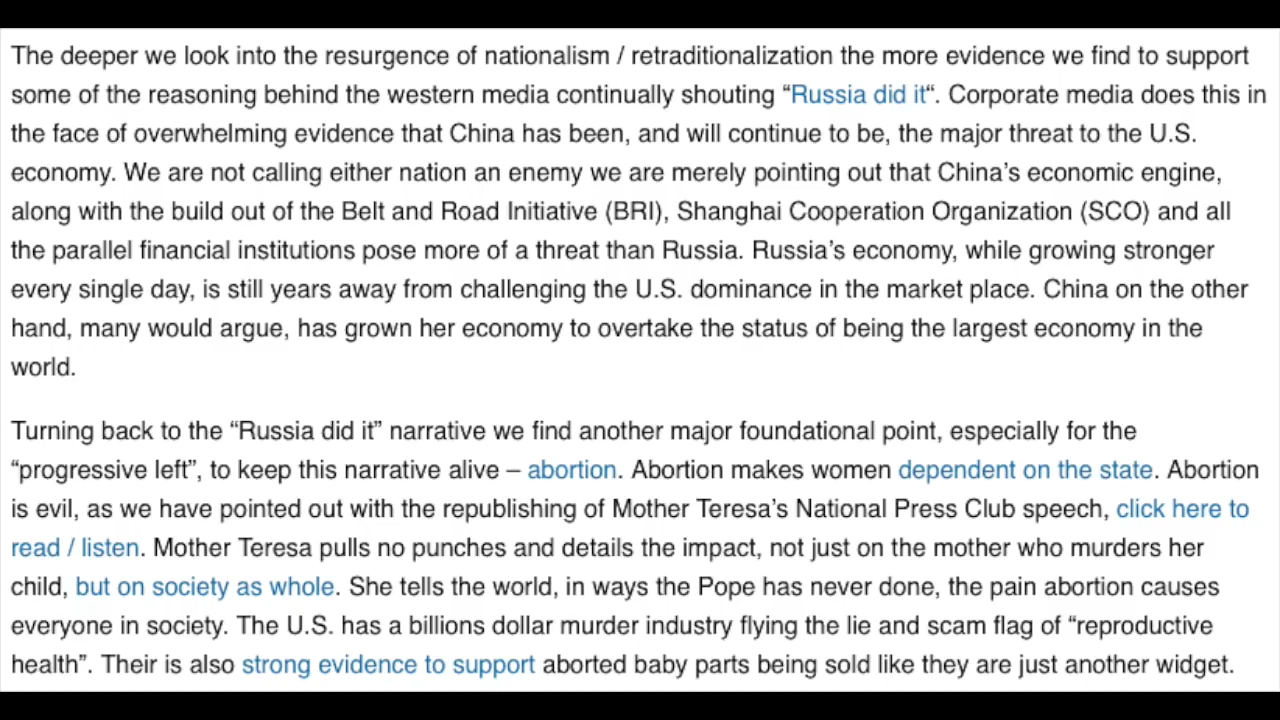 The deeper we look into the resurgence of nationalism / retraditionalization the more evidence we find to support
some of the reasoning behind the western media continually shouting “Russia did it“. Corporate media does this in
the face of overwhelming evidence that China has been, and will continue to be, the major threat to the U.S.
economy. We are not calling either nation an enemy we are merely pointing out that China’s economic engine,
along with the build out of the Belt and Road Initiative (BRI), Shanghai Cooperation Organization (SCO) and all
the parallel financial institutions pose more of a threat than Russia. Russia’s economy, while growing stronger
every single day, is still years away from challenging the U.S. dominance in the market place. China on the other
hand, many would argue, has grown her economy to overtake the status of being the largest economy in the
world.
Turning back to the “Russia did it” narrative we find another major foundational point, especially for the
“progressive left”, to keep this narrative alive – abortion. Abortion makes women dependent on the state. Abortion
is evil, as we have pointed out with the republishing of Mother Teresa’s National Press Club speech, click here to
read / listen. Mother Teresa pulls no punches and details the impact, not just on the mother who murders her
child, but on society as whole. She tells the world, in ways the Pope has never done, the pain abortion causes
everyone in society. The U.S. has a billions dollar murder industry flying the lie and scam flag of “reproductive
health”. Their is also strong evidence to support aborted baby parts being sold like they are just another widget.